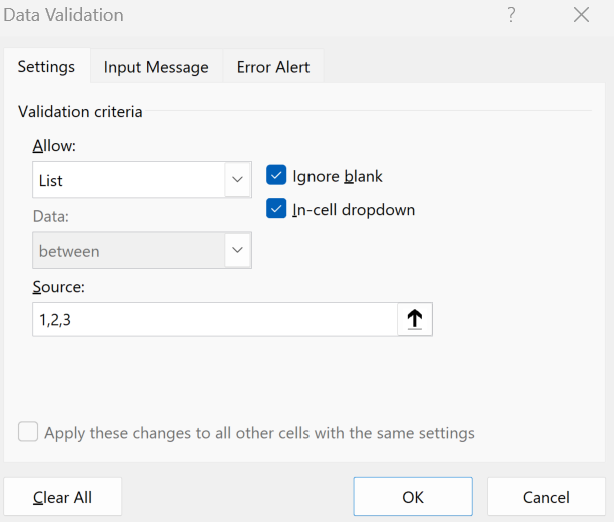 Data Validation ?
Settings Input Message Error Alert
Validation criteria
Allow:
List
Ignore blank
Data:
In-cell dropdown
between
Source:
1,2,3
Apply these changes to all other cells with the same settings
Clear All OK Cancel